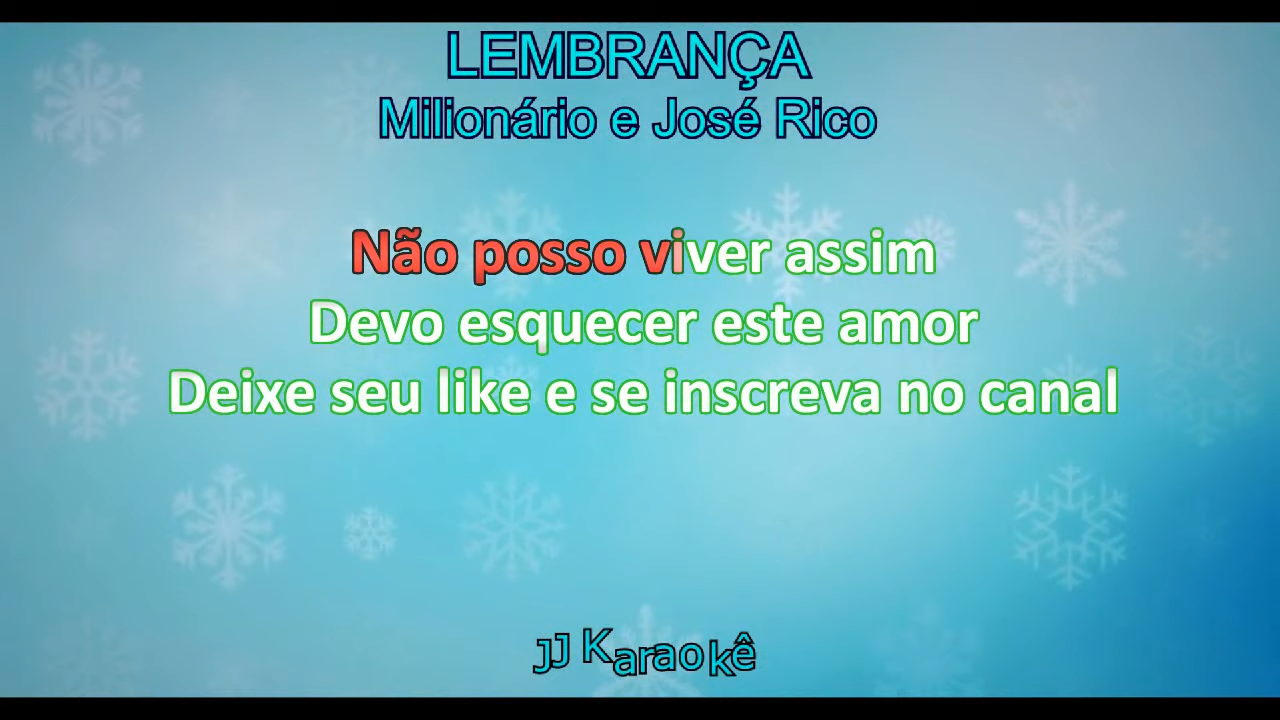 LEMBRANÇA
Milionário e José Rico
Não posso viver assim
Devo esquecer este amor
Deixe seu like e se inscreva no canal
JJ Karaokê